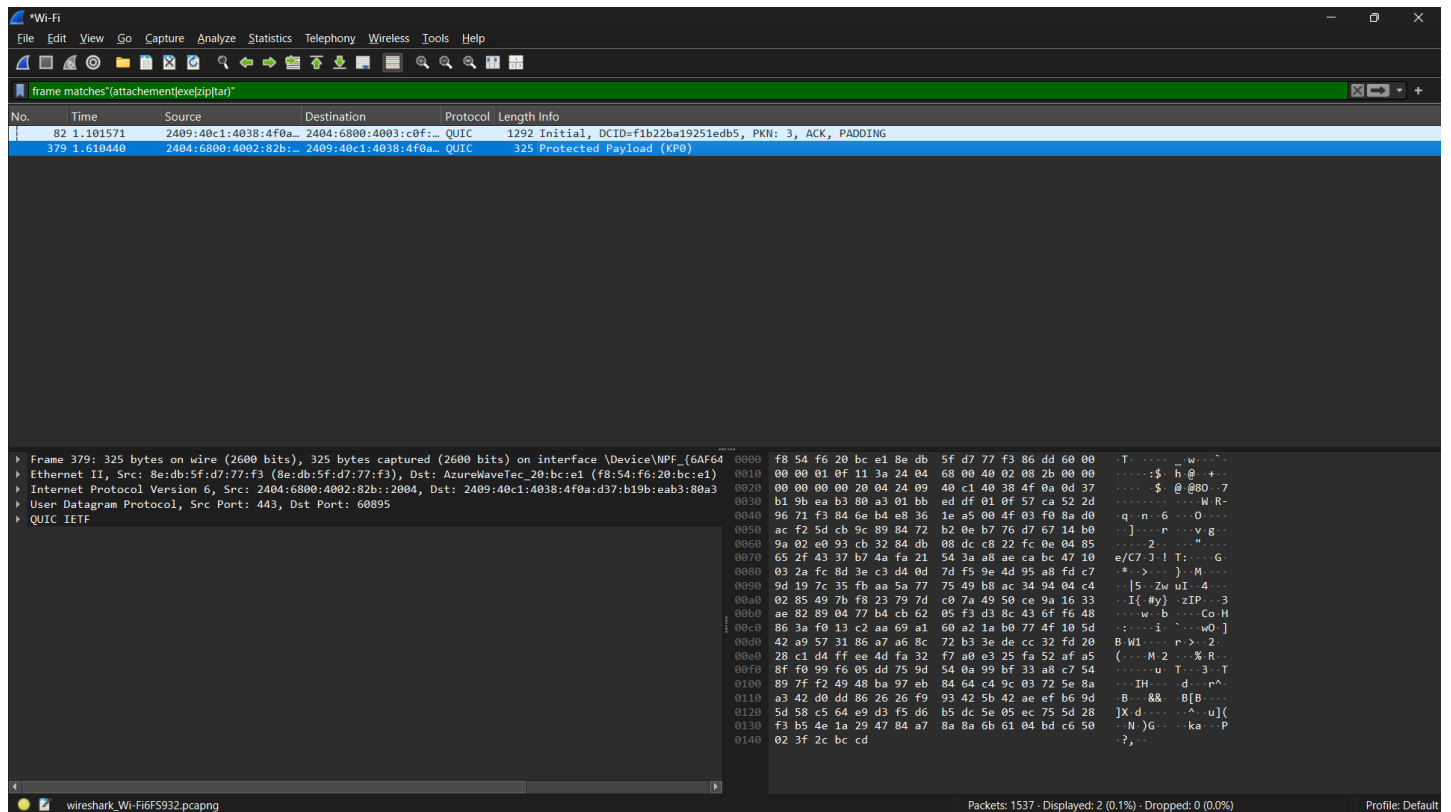 *Wi-Fi
File Edit View Go Capture Analyze Statistics Telephony Wireless Tools Help
frame matches"(attachement|exe|zip|tar)"
No. Time Source Destination Protocol Length Info
82 1.101571 2409:40c1:4038:4f0a… 2404:6800:4003:c0f:… QUIC 1292 Initial, DCID=f1b22ba19251edb5, PKN: 3, ACK, PADDING
379 1.610440 2404:6800:4002:82b:… 2409:40c1:4038:4f0a… QUIC 325 Protected Payload (KP0)
Frame 379: 325 bytes on wire (2600 bits), 325 bytes captured (2600 bits) on interface \Device\NPF_{6AF64
Ethernet II, Src: 8e:db:5f:d7:77:f3 (8e:db:5f:d7:77:f3), Dst: AzureWaveTec_20:bc:e1 (f8:54:f6:20:bc:e1)
Internet Protocol Version 6, Src: 2404:6800:4002:82b::2004, Dst: 2409:40c1:4038:4f0a:d37:b19b:eab3:80a3
User Datagram Protocol, Src Port: 443, Dst Port: 60895
QUIC IETF
0000 f8 54 f6 20 bc e1 8e db 5f d7 77 f3 86 dd 60 00 ·T· ···· _·w···`·
0010 00 00 01 0f 11 3a 24 04 68 00 40 02 08 2b 00 00 ·····:$· h·@··+··
0020 00 00 00 00 20 04 24 09 40 c1 40 38 4f 0a 0d 37 ···· ·$· @·@8O··7
0030 b1 9b ea b3 80 a3 01 bb ed df 01 0f 57 ca 52 2d ········ ····W·R-
0040 96 71 f3 84 6e b4 e8 36 1e a5 00 4f 03 f0 8a d0 ·q··n··6 ···O····
0050 ac f2 5d cb 9c 89 84 72 b2 0e b7 76 d7 67 14 b0 ··]····r ···v·g··
0060 9a 02 e0 93 cb 32 84 db 08 dc c8 22 fc 0e 04 85 ·····2·· ···"····
0070 65 2f 43 37 b7 4a fa 21 54 3a a8 ae ca bc 47 10 e/C7·J·! T:····G·
0080 03 2a fc 8d 3e c3 d4 0d 7d f5 9e 4d 95 a8 fd c7 ·*··>··· }··M····
0090 9d 19 7c 35 fb aa 5a 77 75 49 b8 ac 34 94 04 c4 ··|5··Zw uI··4···
00a0 02 85 49 7b f8 23 79 7d c0 7a 49 50 ce 9a 16 33 ··I{·#y} ·zIP···3
00b0 ae 82 89 04 77 b4 cb 62 05 f3 d3 8c 43 6f f6 48 ····w··b ····Co·H
00c0 86 3a f0 13 c2 aa 69 a1 60 a2 1a b0 77 4f 10 5d ·:····i· `···wO·]
00d0 42 a9 57 31 86 a7 a6 8c 72 b3 3e de cc 32 fd 20 B·W1···· r·>··2·
00e0 28 c1 d4 ff ee 4d fa 32 f7 a0 e3 25 fa 52 af a5 (····M·2 ···%·R··
00f0 8f f0 99 f6 05 dd 75 9d 54 0a 99 bf 33 a8 c7 54 ······u· T···3··T
0100 89 7f f2 49 48 ba 97 eb 84 64 c4 9c 03 72 5e 8a ···IH··· ·d···r^·
0110 a3 42 d0 dd 86 26 26 f9 93 42 5b 42 ae ef b6 9d ·B···&&· ·B[B····
0120 5d 58 c5 64 e9 d3 f5 d6 b5 dc 5e 05 ec 75 5d 28 ]X·d···· ··^··u](
0130 f3 b5 4e 1a 29 47 84 a7 8a 8a 6b 61 04 bd c6 50 ··N·)G·· ··ka···P
0140 02 3f 2c bc cd ·?,··
wireshark_Wi-Fi6FS932.pcapng Packets: 1537 · Displayed: 2 (0.1%) · Dropped: 0 (0.0%) Profile: Default